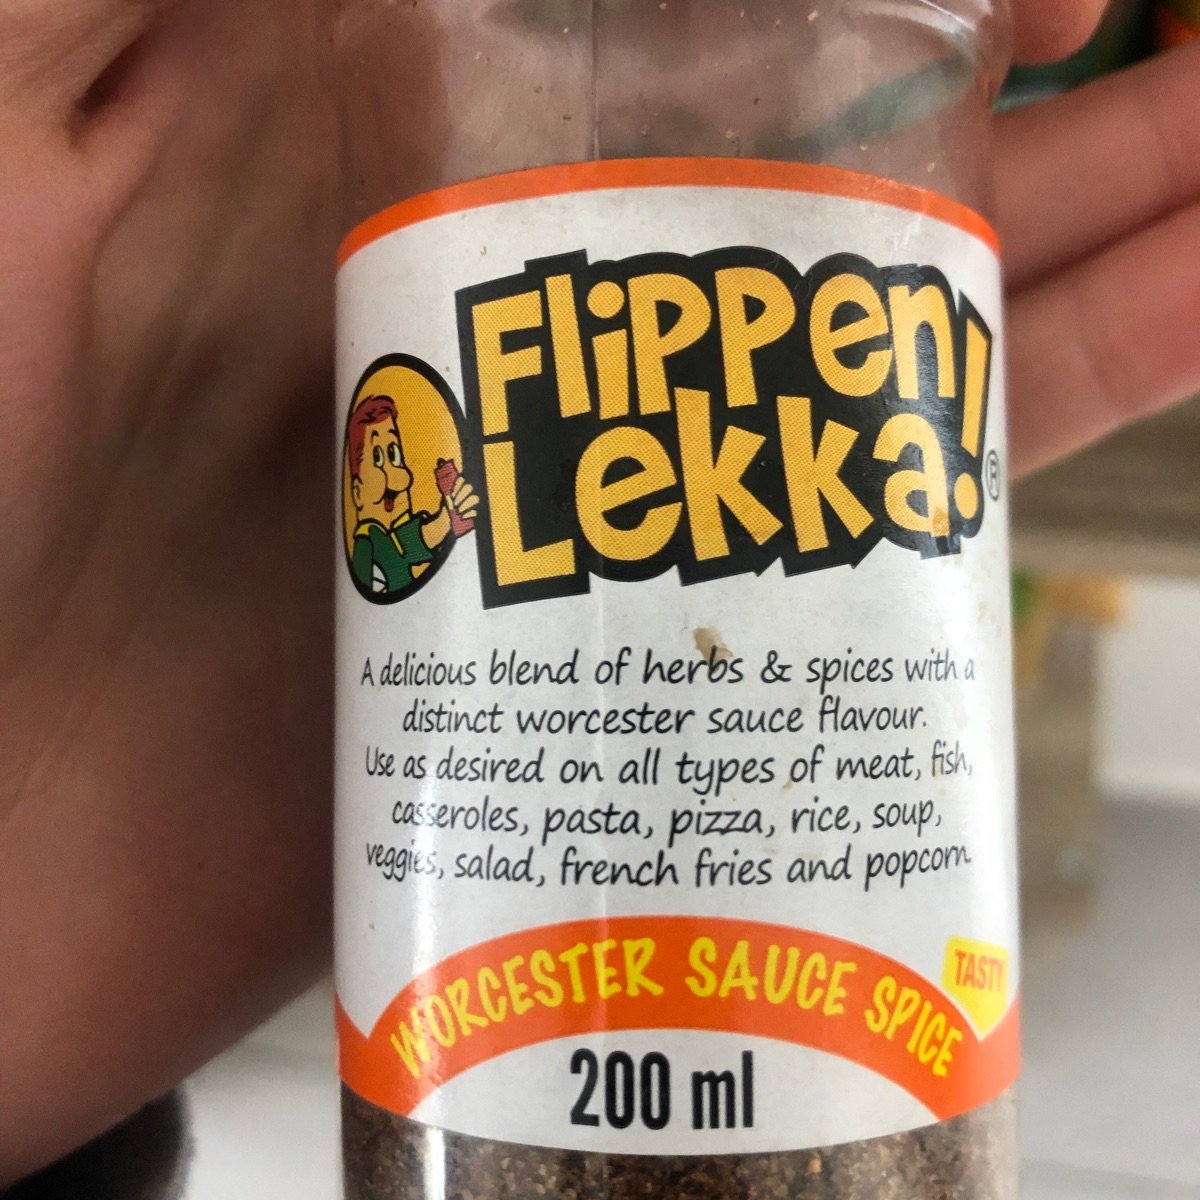 Flippen
Lekka!
®
A delicious blend of herbs & spices with a
distinct worcester sauce flavour.
Use as desired on all types of meat, fish,
casseroles, pasta, pizza, rice, soup,
veggies, salad, french fries and popcorn.
TASTY
WORCESTER SAUCE SPICE
200 ml